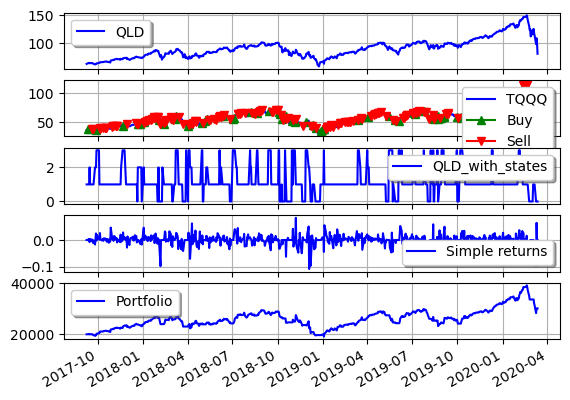 150
100
QLD
100
50
TQQQ
Buy
Sell
2
0
QLD_with_states
0.0
−0.1
Simple returns
40000
20000
Portfolio
2017-10 2018-01 2018-04 2018-07 2018-10 2019-01 2019-04 2019-07 2019-10 2020-01 2020-04